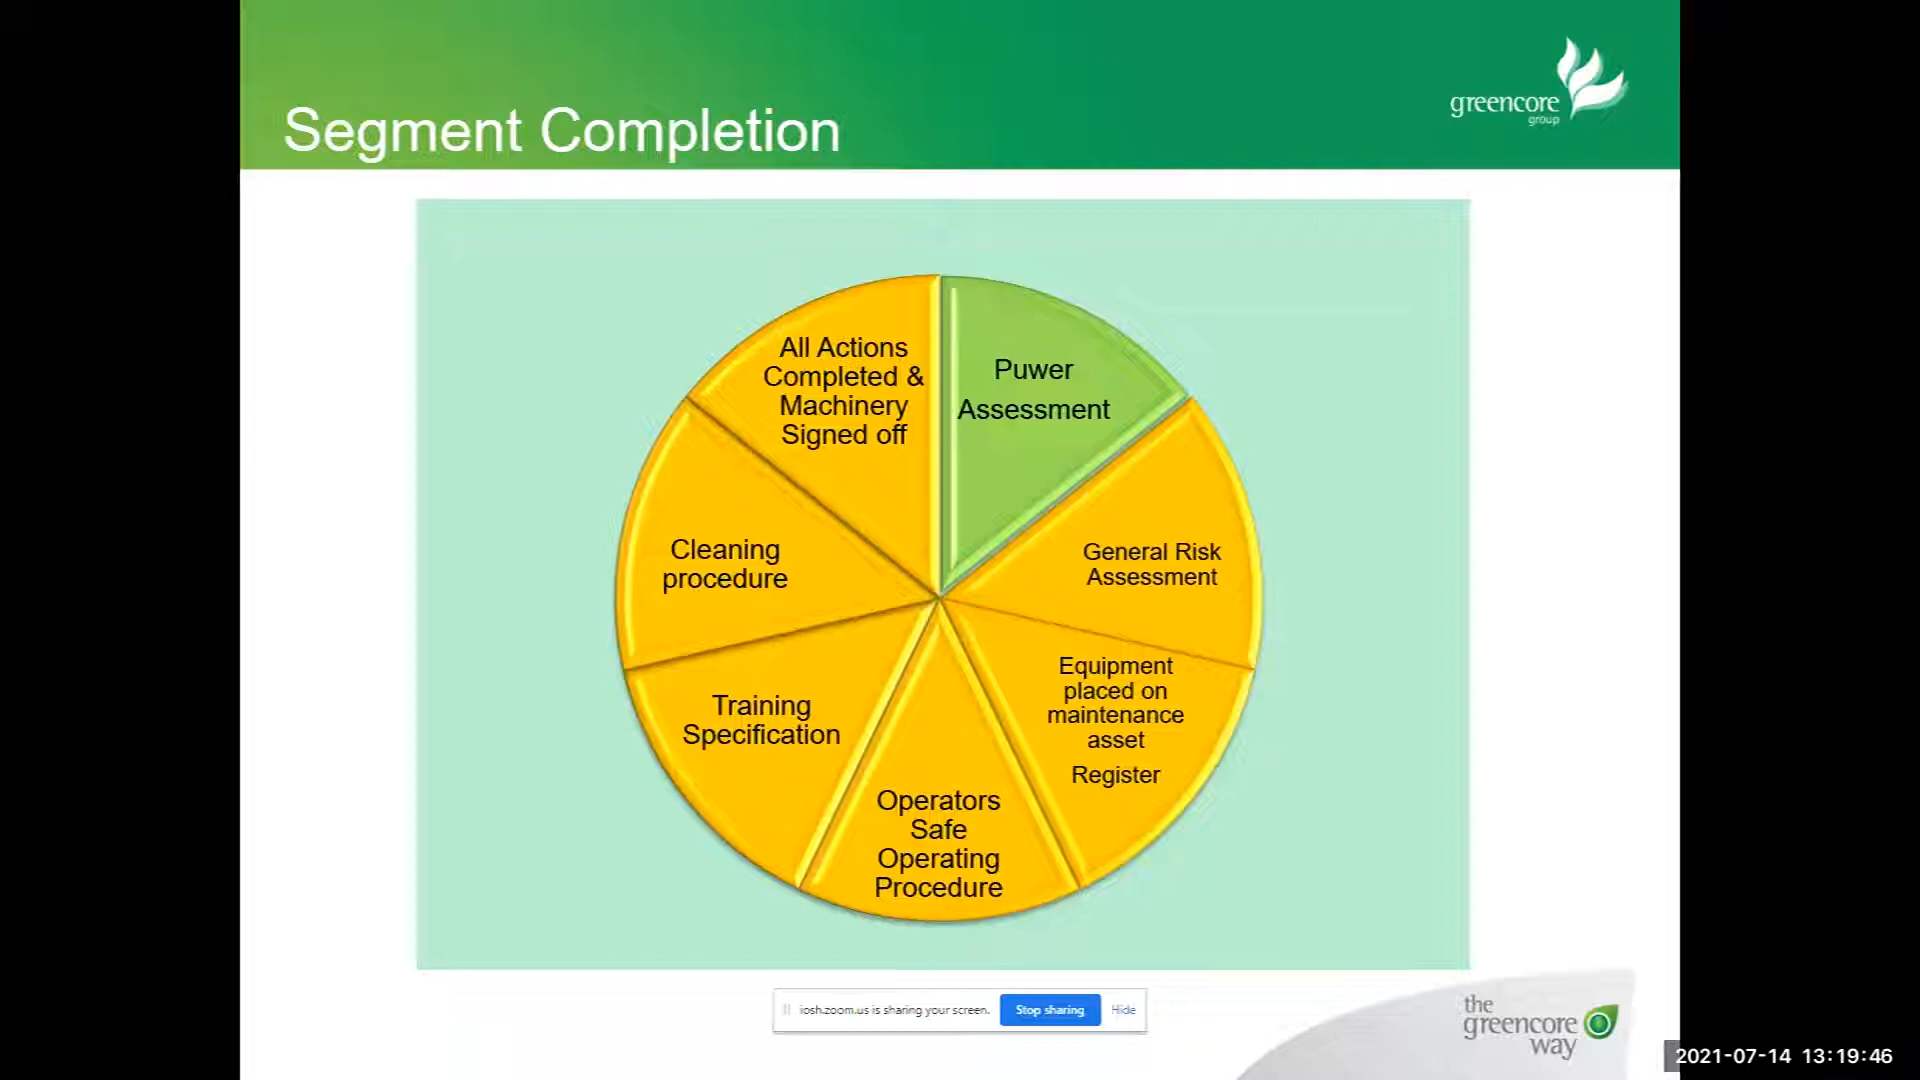 Segment Completion
greencore
group
All Actions
Completed &
Machinery
Signed off
Puwer
Assessment
General Risk
Assessment
Equipment
placed on
maintenance
asset
Register
Operators
Safe
Operating
Procedure
Training
Specification
Cleaning
procedure
iosh.zoom.us is sharing your screen.
Stop sharing
Hide
the
greencore
way
2021-07-14 13:19:46